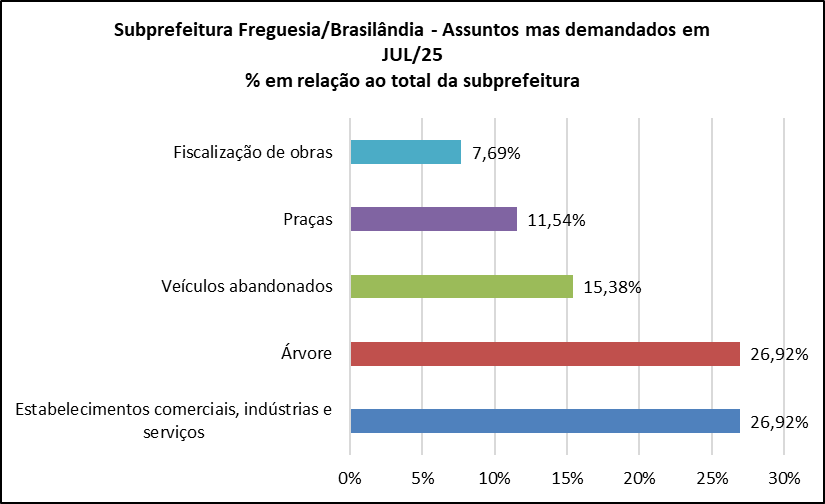 Subprefeitura Freguesia/Brasilândia - Assuntos mas demandados em
JUL/25
% em relação ao total da subprefeitura
Fiscalização de obras
7,69%
Praças
11,54%
Veículos abandonados
15,38%
Árvore
26,92%
Estabelecimentos comerciais, indústrias e
serviços
26,92%
0% 5% 10% 15% 20% 25% 30%